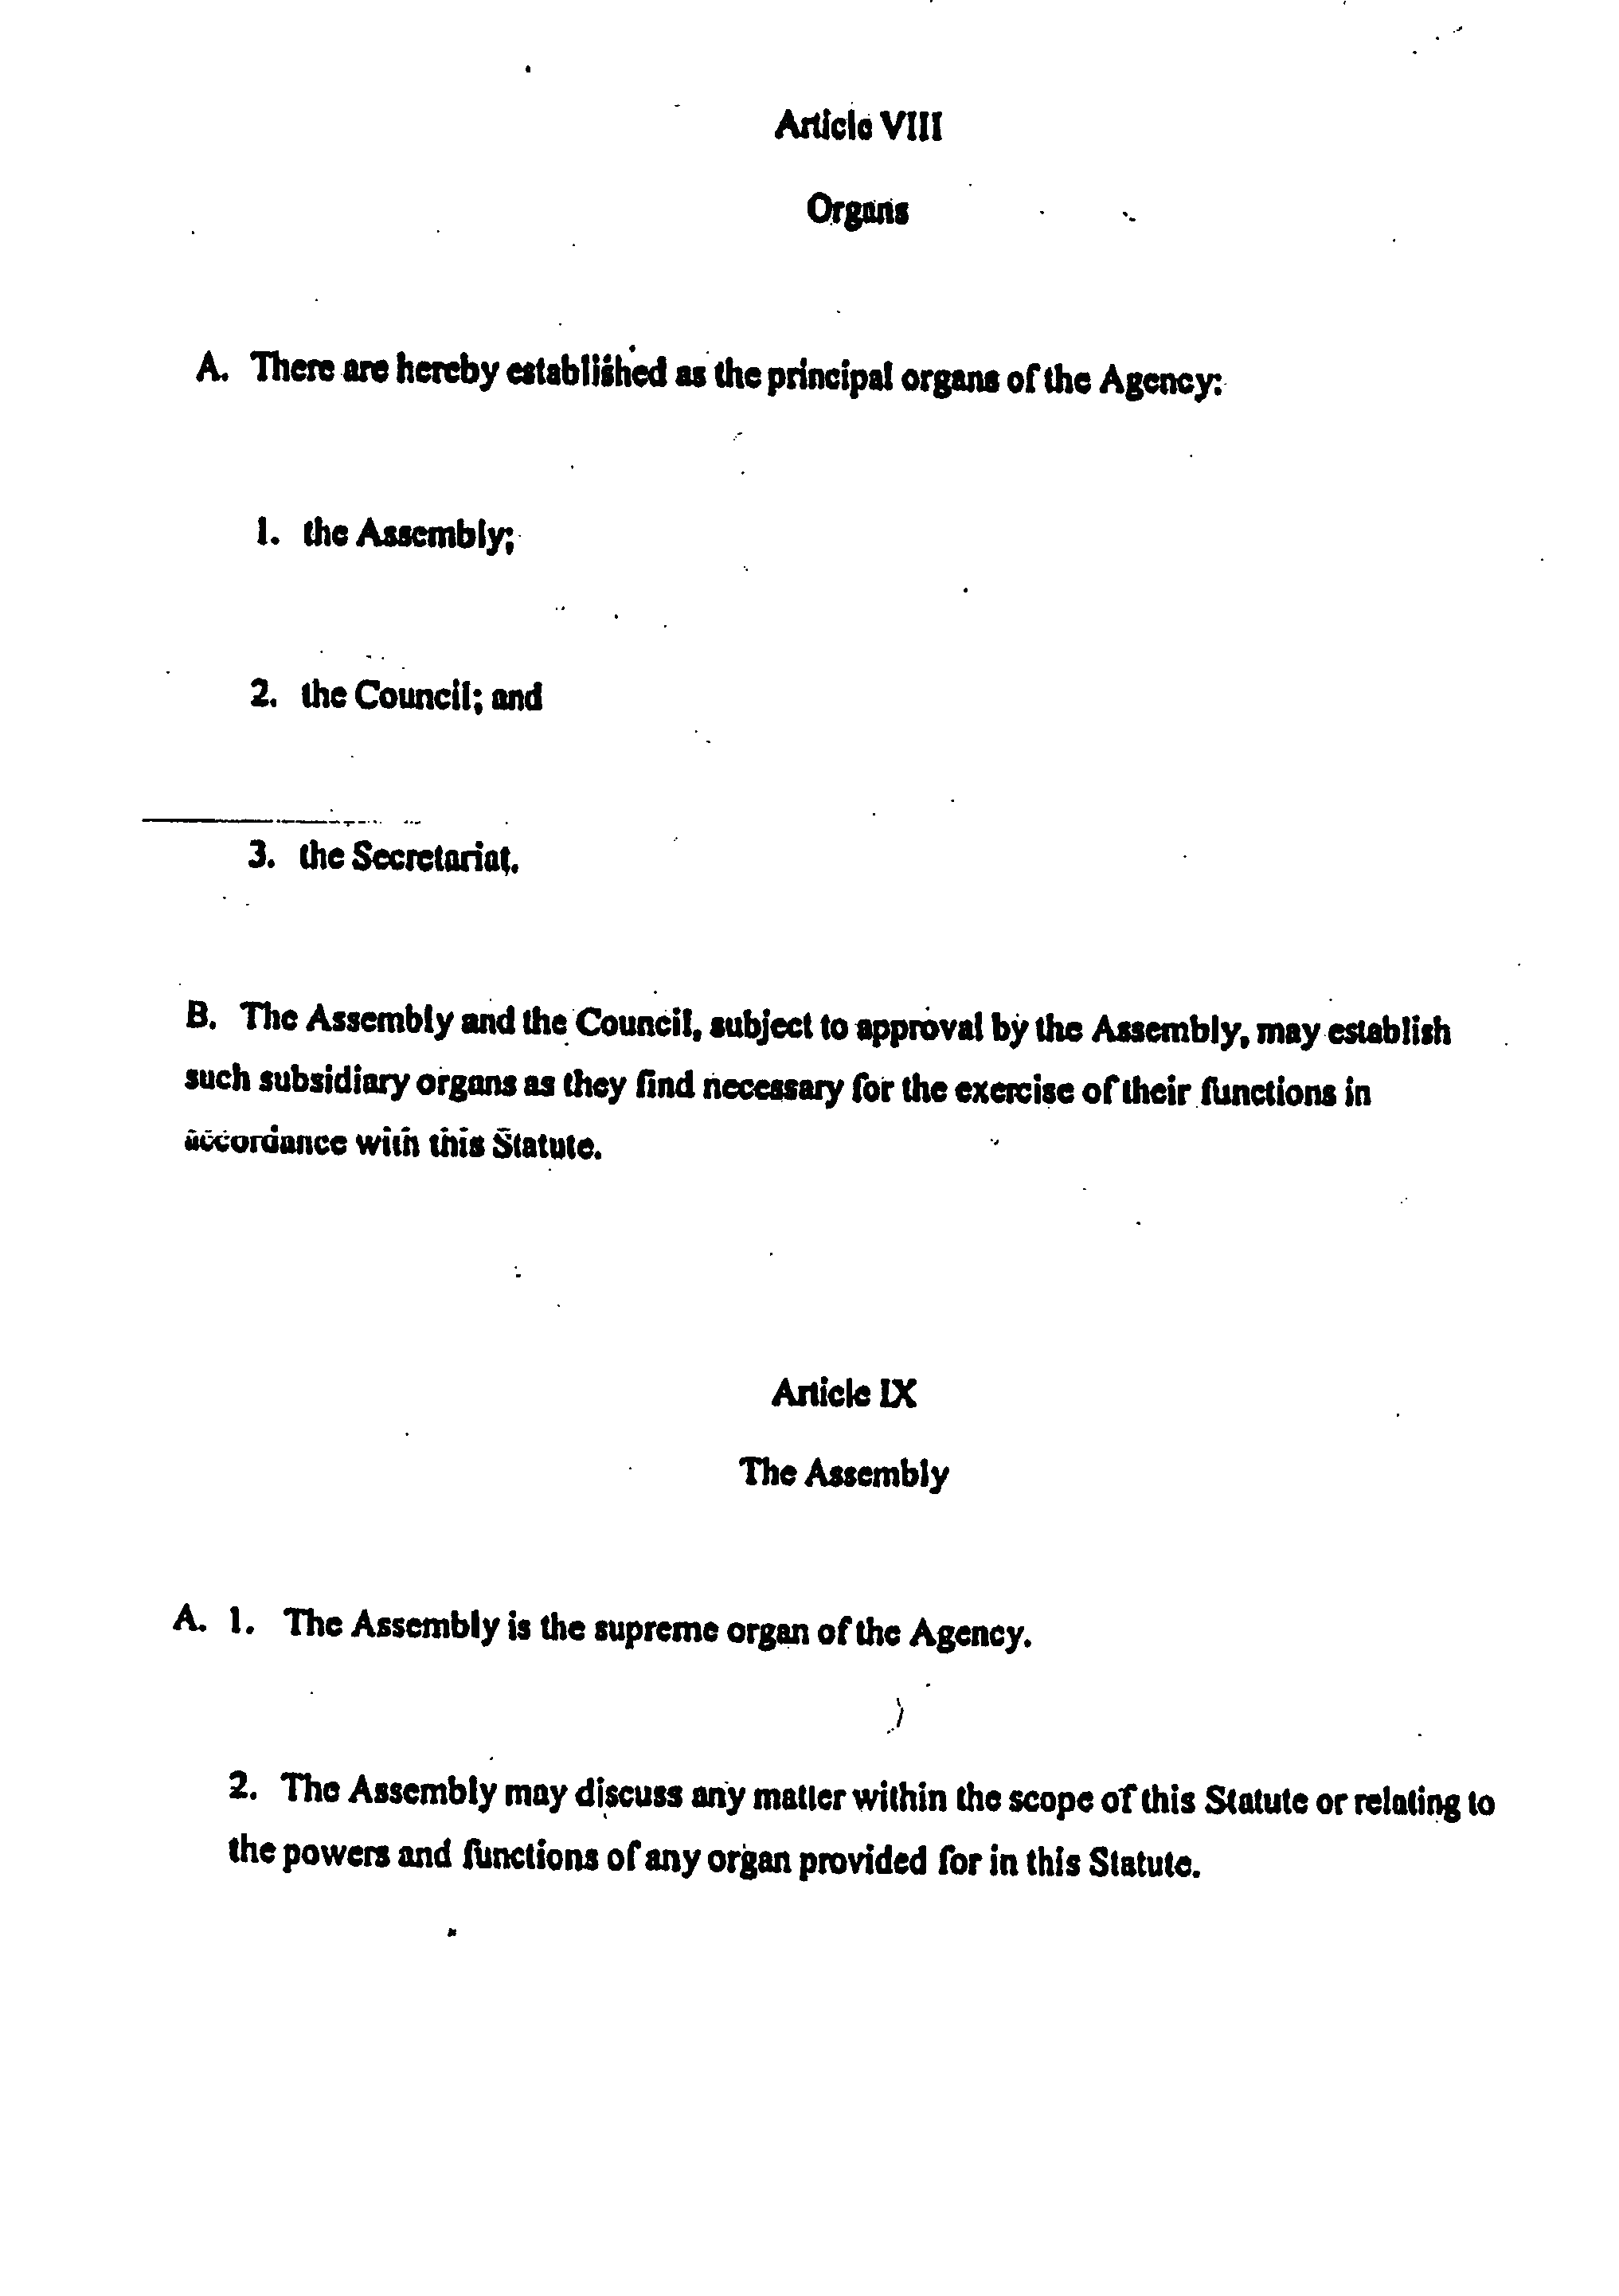 Article VIII
Organs
A. There are hereby established as the principal organs of the Agency:
1. the Assembly;
2. the Council; and
3. the Secretariat.
B. The Assembly and the Council, subject to approval by the Assembly, may establish
such subsidiary organs as they find necessary for the exercise of their functions in
accordance with this Statute.
Article IX
The Assembly
A. 1. The Assembly is the supreme organ of the Agency.
2. The Assembly may discuss any matter within the scope of this Statute or relating to
the powers and functions of any organ provided for in this Statute.